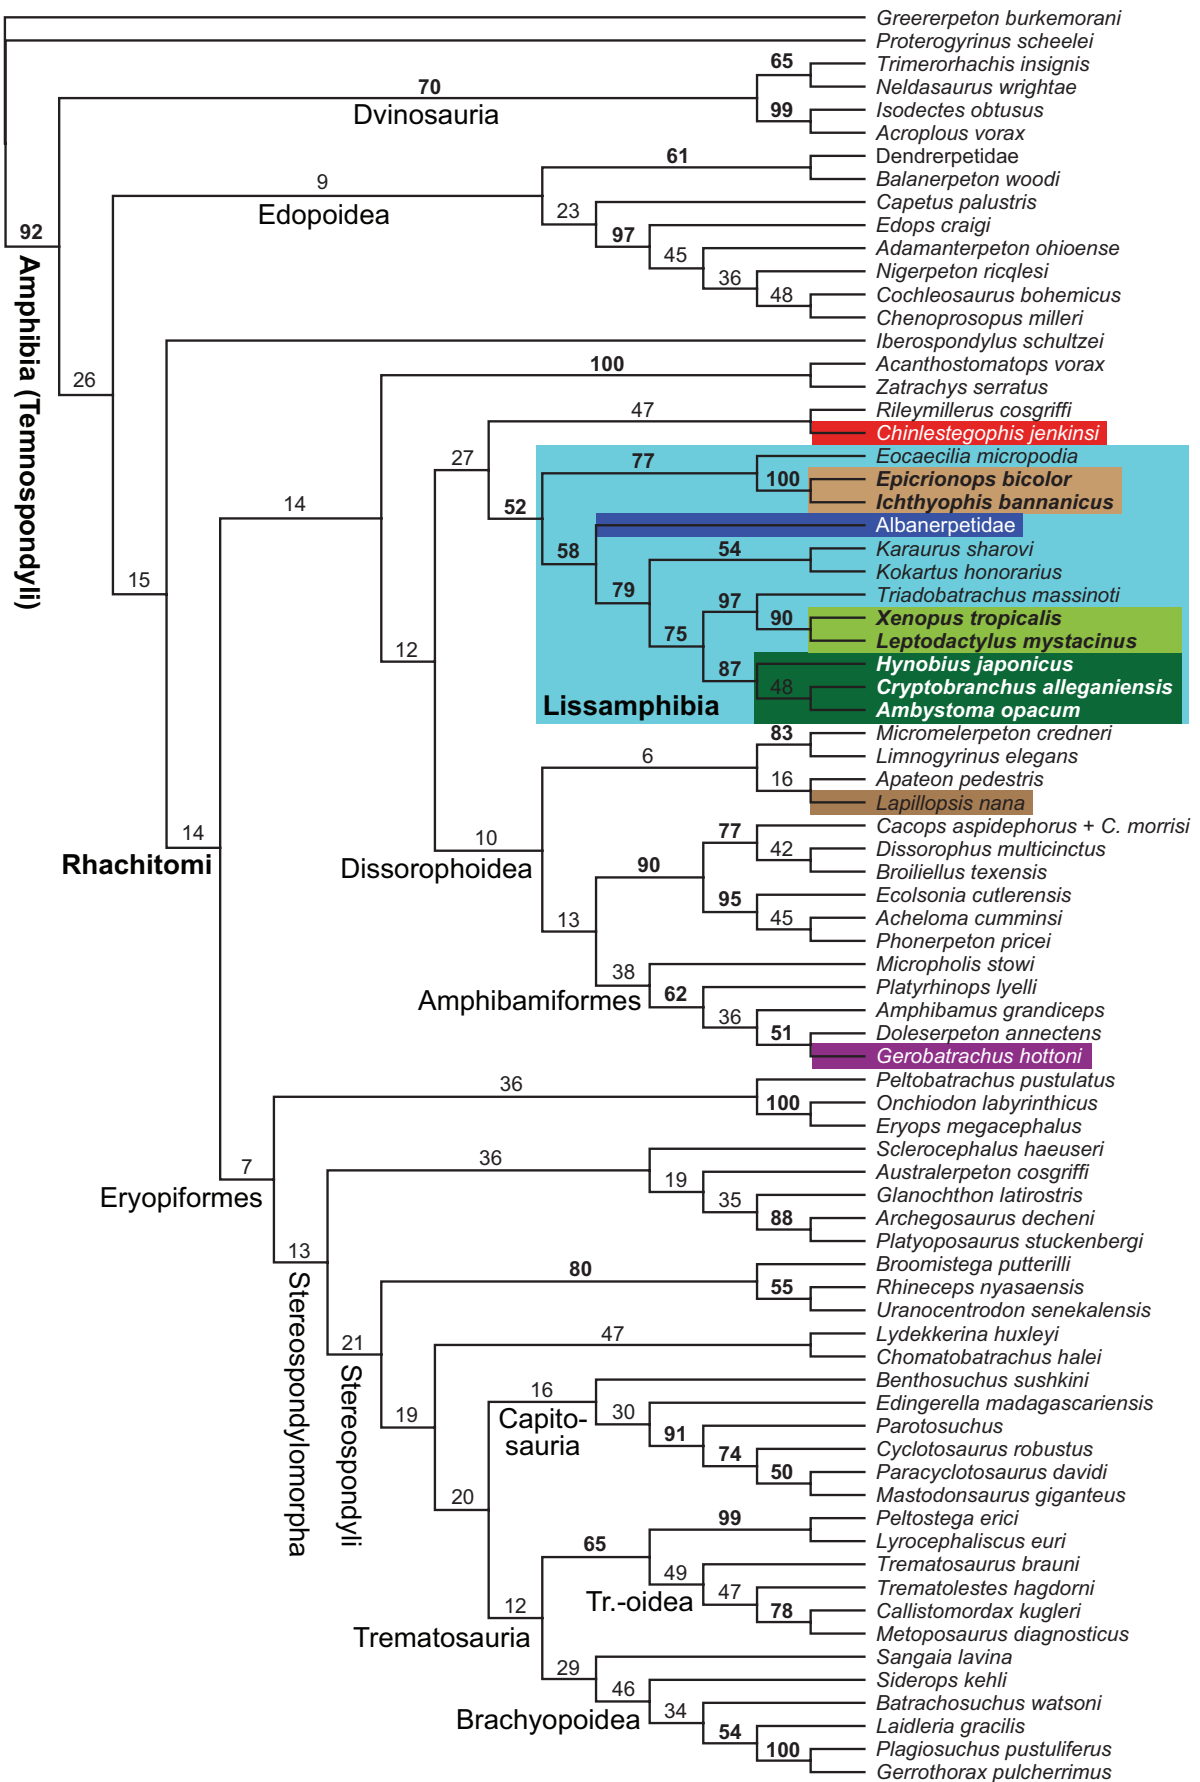 Greererpeton burkemorani
Proterogyrinus scheelei
65
Trimerorhachis insignis
70
Neldasaurus wrightae
Dvinosauria
99
Isodectes obtusus
Acroplous vorax
61
Dendrerpetidae
9
Balanerpeton woodi
Edopoidea
23
Capetus palustris
92
97
Edops craigi
45
Adamanterpeton ohioense
36
Nigerpeton ricqlesi
48
Cochleosaurus bohemicus
Chenoprosopus milleri
Amphibia (Temnospondyli)
26
Iberospondylus schultzei
100
Acanthostomatops vorax
Zatrachys serratus
47
Rileymillerus cosgriffi
Chinlestegophis jenkinsi
27
77
Eocaecilia micropodia
100
Epicrionops bicolor
52
Ichthyophis bannanicus
14
Albanerpetidae
58
54
Karaurus sharovi
Kokartus honorarius
15
79
97
Triadobatrachus massinoti
90
Xenopus tropicalis
75
Leptodactylus mystacinus
12
87
Hynobius japonicus
48
Cryptobranchus alleganiensis
Lissamphibia
Ambystoma opacum
83
Micromelerpeton credneri
6
Limnogyrinus elegans
16
Apateon pedestris
Lapillopsis nana
14
Rhachitomi
10
Dissorophoidea
77
Cacops aspidephorus + C. morrisi
42
Dissorophus multicinctus
90
Broiliellus texensis
95
Ecolsonia cutlerensis
13
45
Acheloma cumminsi
Phonerpeton pricei
38
Micropholis stowi
Amphibamiformes
62
Platyrhinops lyelli
36
Amphibamus grandiceps
51
Doleserpeton annectens
Gerobatrachus hottoni
36
Peltobatrachus pustulatus
100
Onchiodon labyrinthicus
Eryops megacephalus
7
Eryopiformes
36
Sclerocephalus haeuseri
19
Australerpeton cosgriffi
35
Glanochthon latirostris
88
Archegosaurus decheni
Platyoposaurus stuckenbergi
13
Stereospondylomorpha
80
Broomistega putterilli
55
Rhineceps nyasaensis
Uranocentrodon senekalensis
21
Stereospondyli
47
Lydekkerina huxleyi
Chomatobatrachus halei
19
16
Benthosuchus sushkini
Capito-
sauria
30
Edingerella madagascariensis
91
Parotosuchus
74
Cyclotosaurus robustus
50
Paracyclotosaurus davidi
Mastodonsaurus giganteus
20
99
Peltostega erici
65
Lyrocephaliscus euri
49
Trematosaurus brauni
Tr.-oidea
47
Trematolestes hagdorni
78
Callistomordax kugleri
12
Metoposaurus diagnosticus
Trematosauria
29
Sangaia lavina
46
Siderops kehli
Brachyopoidea
34
Batrachosuchus watsoni
54
Laidleria gracilis
100
Plagiosuchus pustuliferus
Gerrothorax pulcherrimus